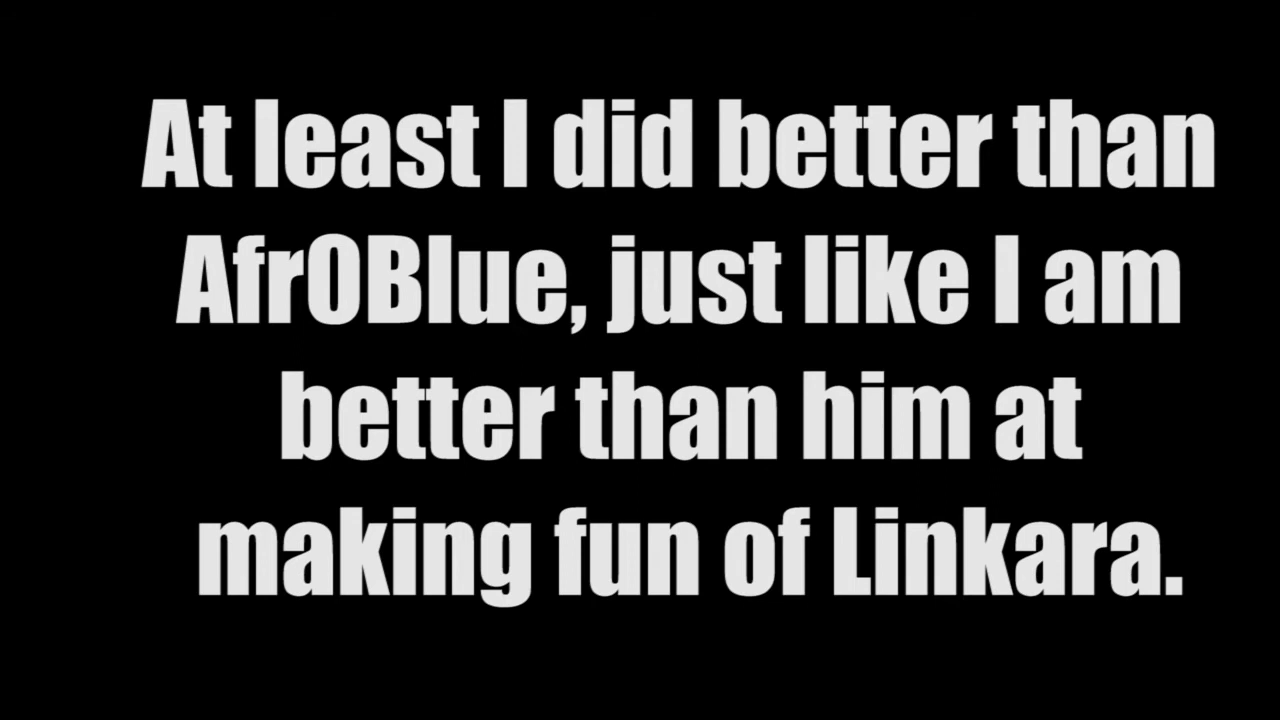 At least I did better than
Afr0Blue, just like I am
better than him at
making fun of Linkara.